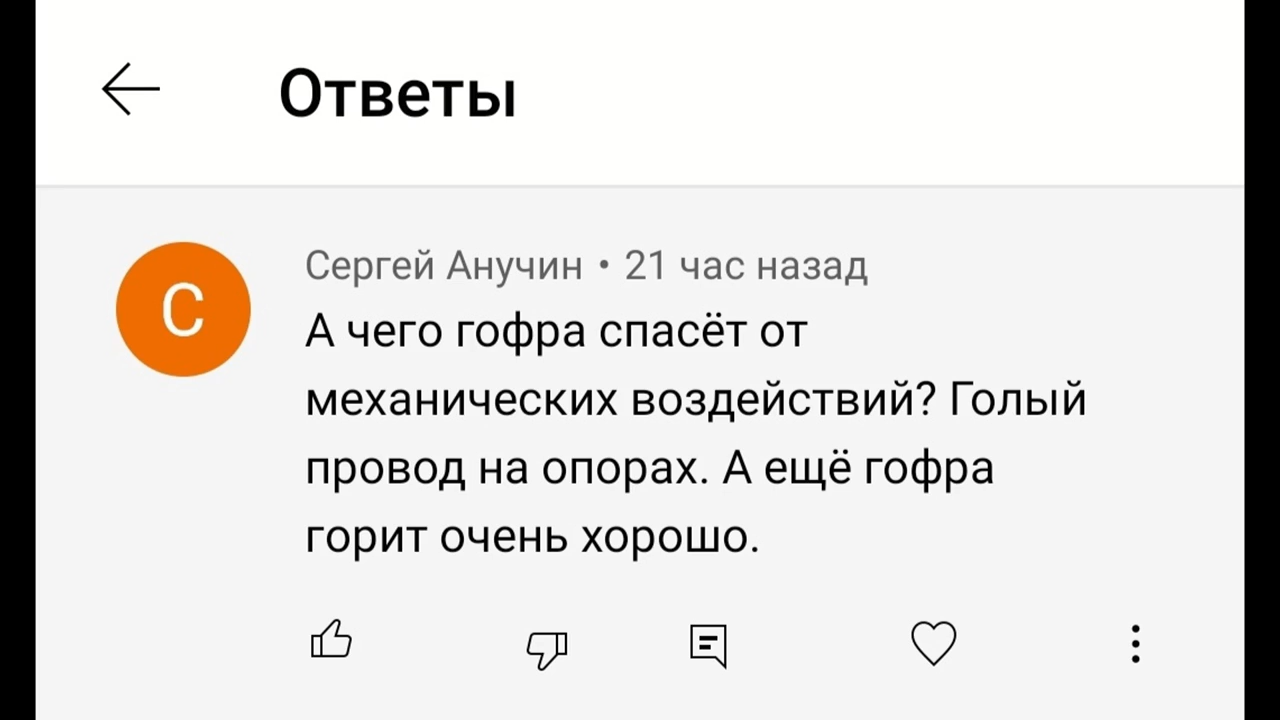 Ответы
С
Сергей Анучин • 21 час назад
А чего гофра спасёт от
механических воздействий? Голый
провод на опорах. А ещё гофра
горит очень хорошо.